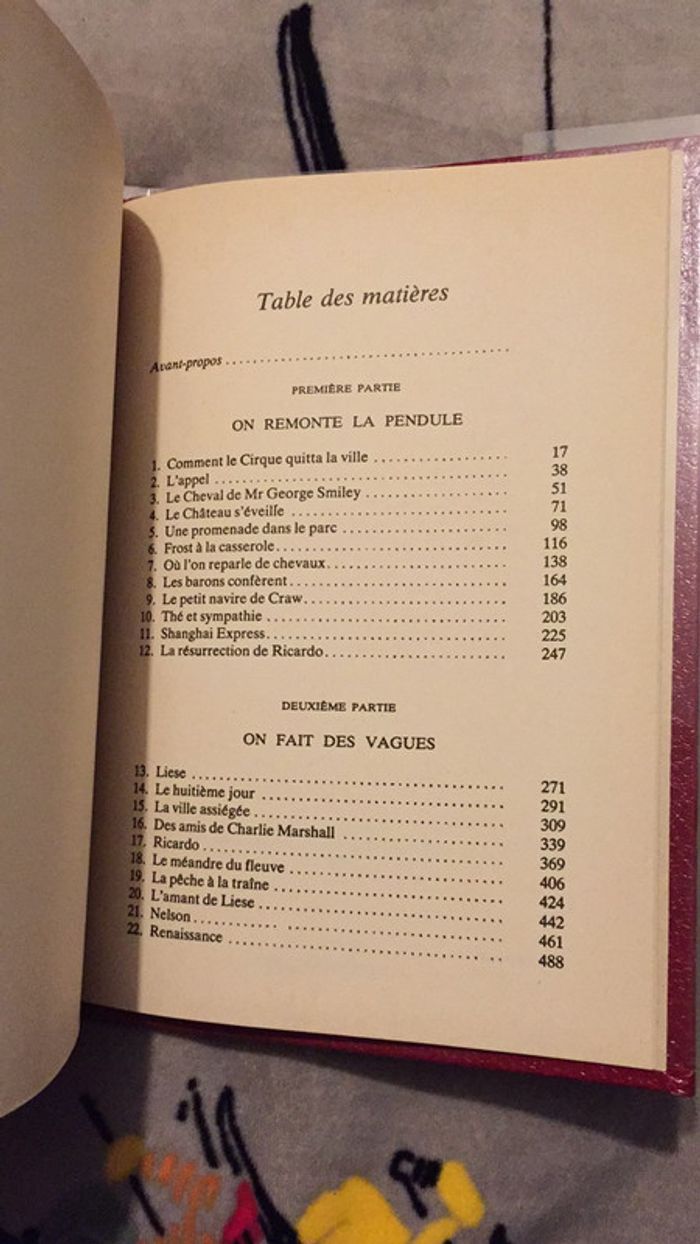 Table des matières
Avant-propos ........................................
PREMIÈRE PARTIE
ON REMONTE LA PENDULE
1. Comment le Cirque quitta la ville .................... 17
2. L'appel ........................................ 38
3. Le Cheval de Mr George Smiley .................... 51
4. Le Château s'éveille .............................. 71
5. Une promenade dans le parc .................... 98
6. Frost à la casserole .............................. 116
7. Où l'on reparle de chevaux .................... 138
8. Les barons confèrent .............................. 164
9. Le petit navire de Craw .................... 186
10. Thé et sympathie .............................. 203
11. Shanghai Express .............................. 225
12. La résurrection de Ricardo .................... 247
DEUXIÈME PARTIE
ON FAIT DES VAGUES
13. Liese ........................................ 271
14. Le huitième jour .............................. 291
15. La ville assiégée .............................. 309
16. Des amis de Charlie Marshall .................... 339
17. Ricardo ........................................ 369
18. Le méandre du fleuve .............................. 406
19. La pêche à la traîne .............................. 424
20. L'amant de Liese .............................. 442
21. Nelson ........................................ 461
22. Renaissance ........................................ 488